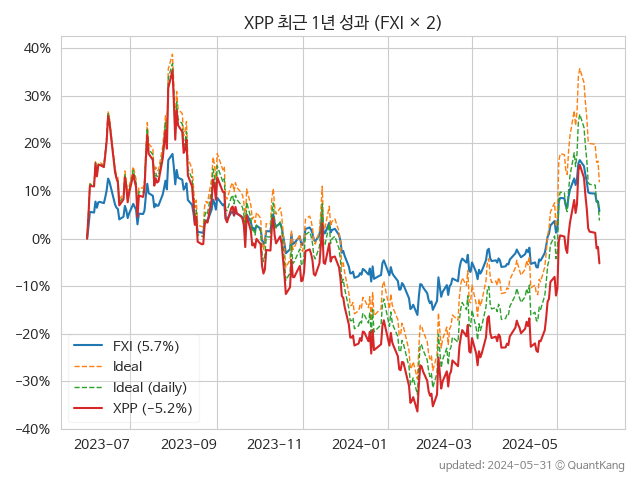 XPP 최근 1년 성과 (FXI × 2)
40%
30%
20%
10%
0%
−10%
−20%
−30%
−40%
FXI (5.7%)
Ideal
Ideal (daily)
XPP (−5.2%)
2023-07
2023-09
2023-11
2024-01
2024-03
2024-05
updated: 2024-05-31 © QuantKang